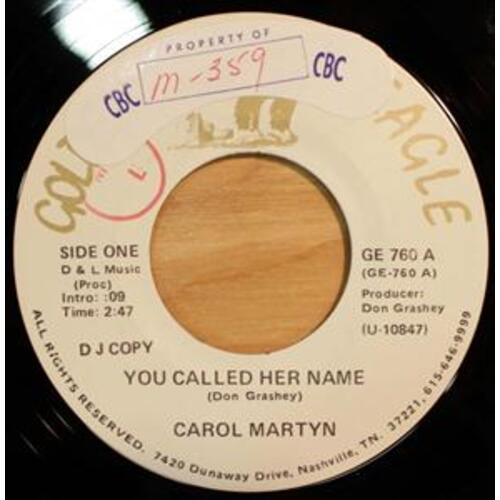 PROPERTY OF
CBC m-359 CBC
GOL EAGLE
L
SIDE ONE
D & L Music
(Proc)
Intro: :09
Time: 2:47
GE 760 A
(GE-760 A)
Producer:
Don Grashey
(U-10847)
D J COPY
YOU CALLED HER NAME
(Don Grashey)
CAROL MARTYN
ALL RIGHTS RESERVED. 7420 Dunaway Drive, Nashville, TN. 37221, 615-646-9999